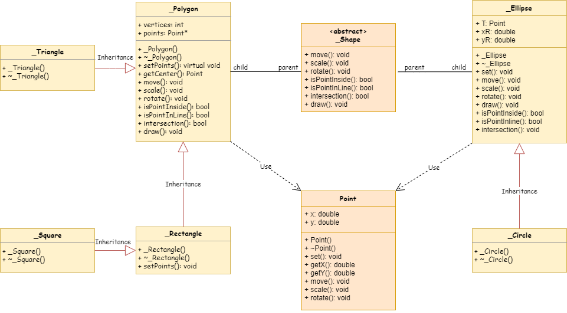 _Polygon
+ vertices: int
+ points: Point*
+ _Polygon()
+ ~_Polygon()
+ setPoints(): virtual void
+ getCenter(): Point
+ move(): void
+ scale(): void
+ rotate(): void
+ isPointInside(): bool
+ isPointInLine(): bool
+ intersection(): bool
+ draw(): void
_Triangle
+ _Triangle()
+ ~_Triangle()
Inheritance
child
parent
<abstract>
_Shape
+ move(): void
+ scale(): void
+ rotate(): void
+ isPointInside(): bool
+ isPointInLine(): bool
+ intersection(): bool
+ draw(): void
parent
child
_Ellipse
+ T: Point
+ xR: double
+ yR: double
+ _Ellipse
+ ~_Ellipse
+ set(): void
+ move(): void
+ scale(): void
+ rotate(): void
+ draw(): void
+ isPointInside(): bool
+ isPointInline(): bool
+ intersection(): void
Use
Use
Inheritance
Inheritance
_Square
+ _Square()
+ ~_Square()
Inheritance
_Rectangle
+ _Rectangle()
+ ~_Rectangle()
+ setPoints(): void
Point
+ x: double
+ y: double
+ Point()
+ ~Point()
+ set(): void
+ getX(): double
+ getY(): double
+ move(): void
+ scale(): void
+ rotate(): void
_Circle
+ _Circle()
+ ~_Circle()